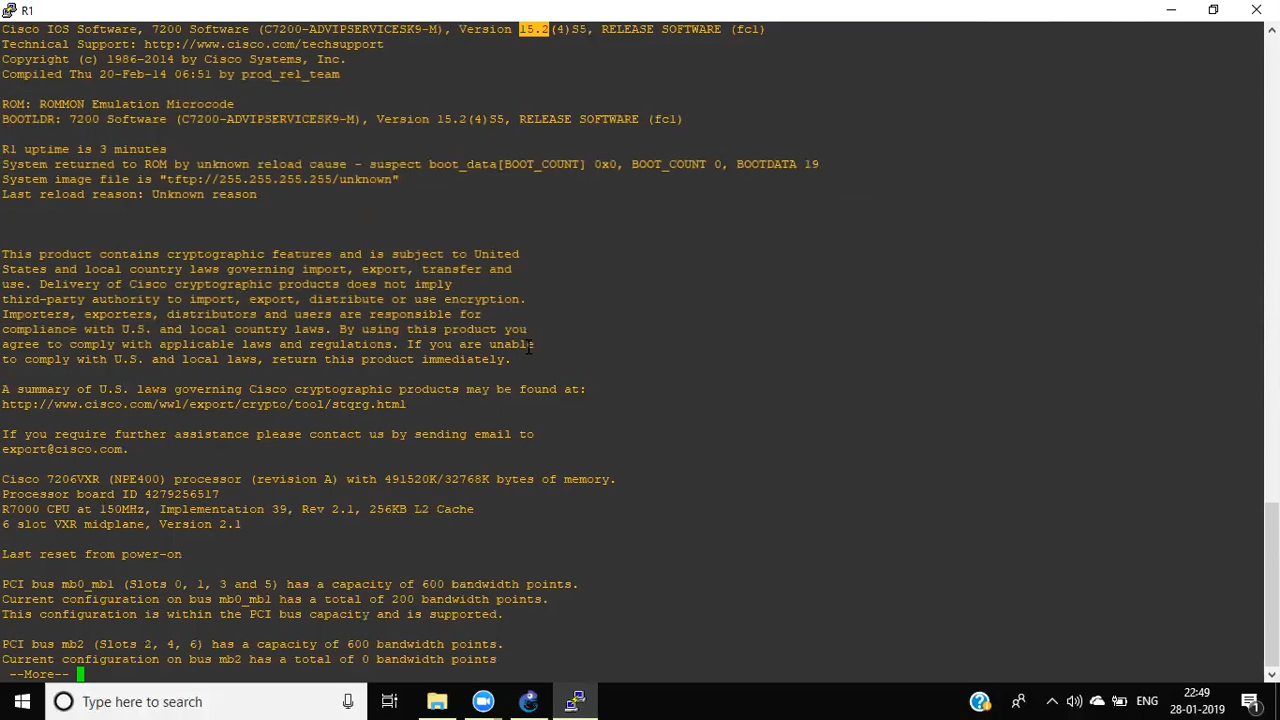 R1
Cisco IOS Software, 7200 Software (C7200-ADVIPSERVICESK9-M), Version 15.2(4)S5, RELEASE SOFTWARE (fc1)
Technical Support: http://www.cisco.com/techsupport
Copyright (c) 1986-2014 by Cisco Systems, Inc.
Compiled Thu 20-Feb-14 06:51 by prod_rel_team
ROM: ROMMON Emulation Microcode
BOOTLDR: 7200 Software (C7200-ADVIPSERVICESK9-M), Version 15.2(4)S5, RELEASE SOFTWARE (fc1)
R1 uptime is 3 minutes
System returned to ROM by unknown reload cause - suspect boot_data[BOOT_COUNT] 0x0, BOOT_COUNT 0, BOOTDATA 19
System image file is "tftp://255.255.255.255/unknown"
Last reload reason: Unknown reason
This product contains cryptographic features and is subject to United
States and local country laws governing import, export, transfer and
use. Delivery of Cisco cryptographic products does not imply
third-party authority to import, export, distribute or use encryption.
Importers, exporters, distributors and users are responsible for
compliance with U.S. and local country laws. By using this product you
agree to comply with applicable laws and regulations. If you are unable
to comply with U.S. and local laws, return this product immediately.
A summary of U.S. laws governing Cisco cryptographic products may be found at:
http://www.cisco.com/wwl/export/crypto/tool/stqrg.html
If you require further assistance please contact us by sending email to
export@cisco.com.
Cisco 7206VXR (NPE400) processor (revision A) with 491520K/32768K bytes of memory.
Processor board ID 4279256517
R7000 CPU at 150MHz, Implementation 39, Rev 2.1, 256KB L2 Cache
6 slot VXR midplane, Version 2.1
Last reset from power-on
PCI bus mb0_mb1 (Slots 0, 1, 3 and 5) has a capacity of 600 bandwidth points.
Current configuration on bus mb0_mb1 has a total of 200 bandwidth points.
This configuration is within the PCI bus capacity and is supported.
PCI bus mb2 (Slots 2, 4, 6) has a capacity of 600 bandwidth points.
Current configuration on bus mb2 has a total of 0 bandwidth points
--More--
Type here to search
ENG
22:49
28-01-2019
1